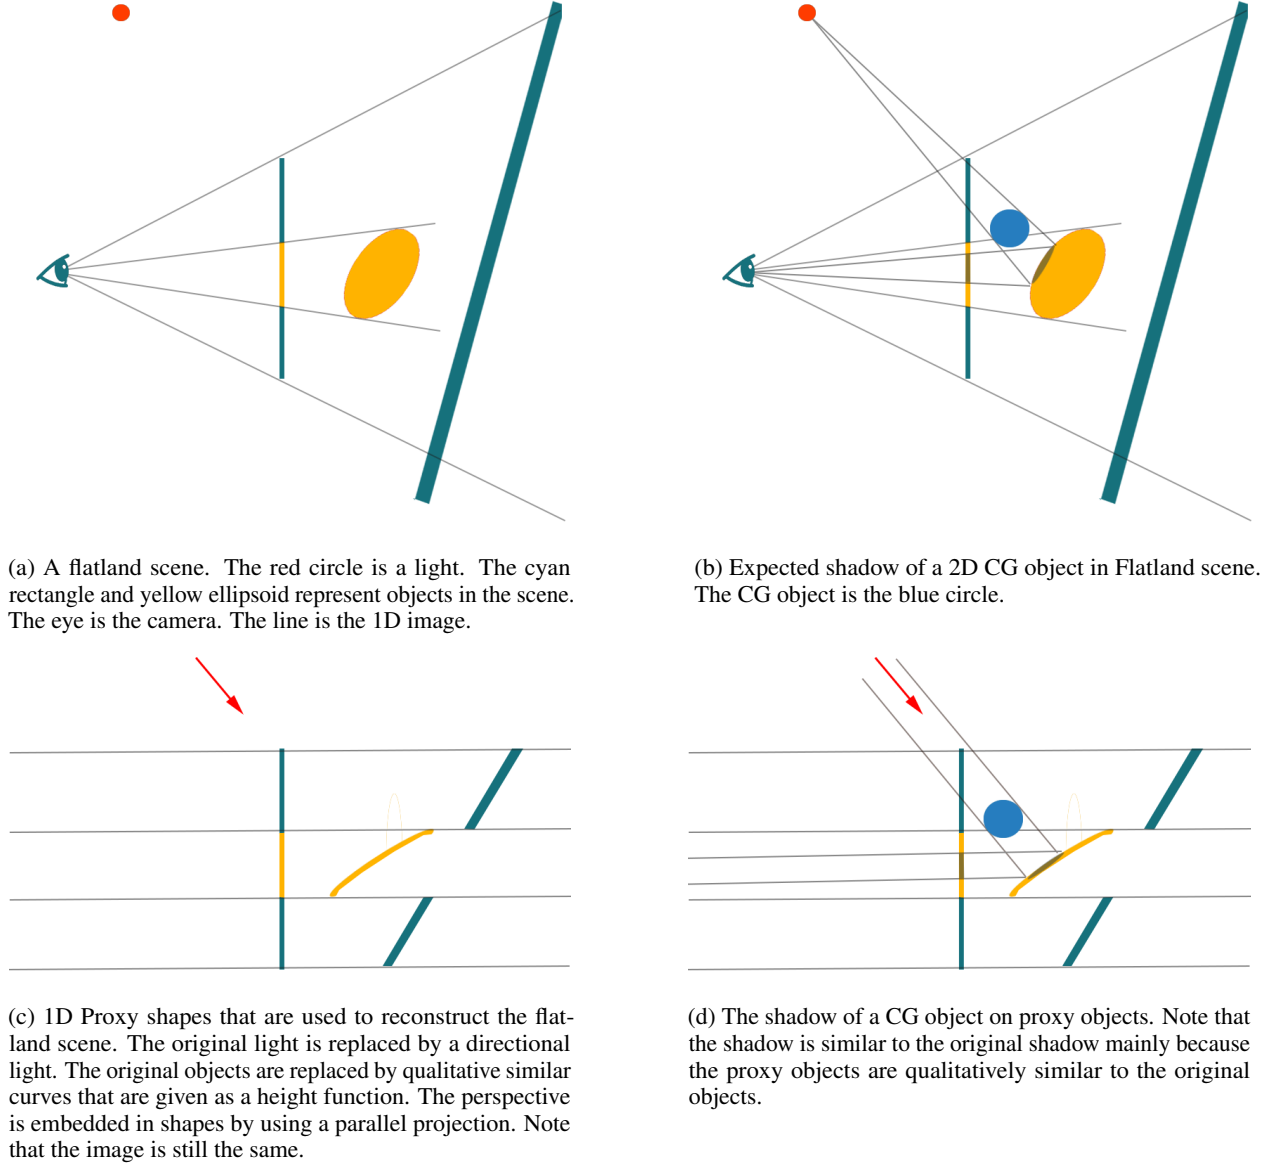 (a) A flatland scene. The red circle is a light. The cyan
rectangle and yellow ellipsoid represent objects in the scene.
The eye is the camera. The line is the 1D image.
(b) Expected shadow of a 2D CG object in Flatland scene.
The CG object is the blue circle.
(c) 1D Proxy shapes that are used to reconstruct the flat-
land scene. The original light is replaced by a directional
light. The original objects are replaced by qualitative similar
curves that are given as a height function. The perspective
is embedded in shapes by using a parallel projection. Note
that the image is still the same.
(d) The shadow of a CG object on proxy objects. Note that
the shadow is similar to the original shadow mainly because
the proxy objects are qualitatively similar to the original
objects.